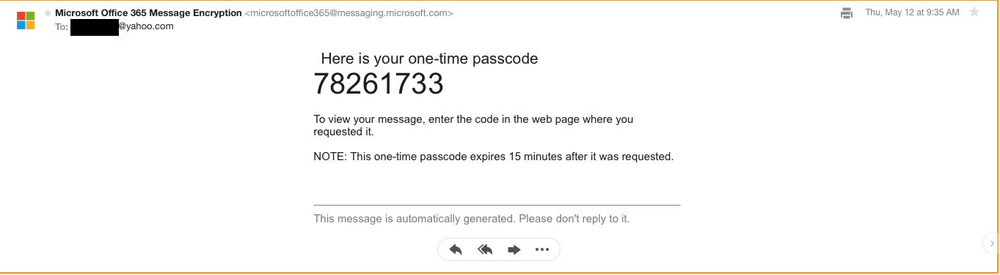 Microsoft Office 365 Message Encryption <microsoftoffice365@messaging.microsoft.com>
Thu, May 12 at 9:35 AM
To: @yahoo.com
Here is your one-time passcode
78261733
To view your message, enter the code in the web page where you
requested it.
NOTE: This one-time passcode expires 15 minutes after it was requested.
This message is automatically generated. Please don't reply to it.